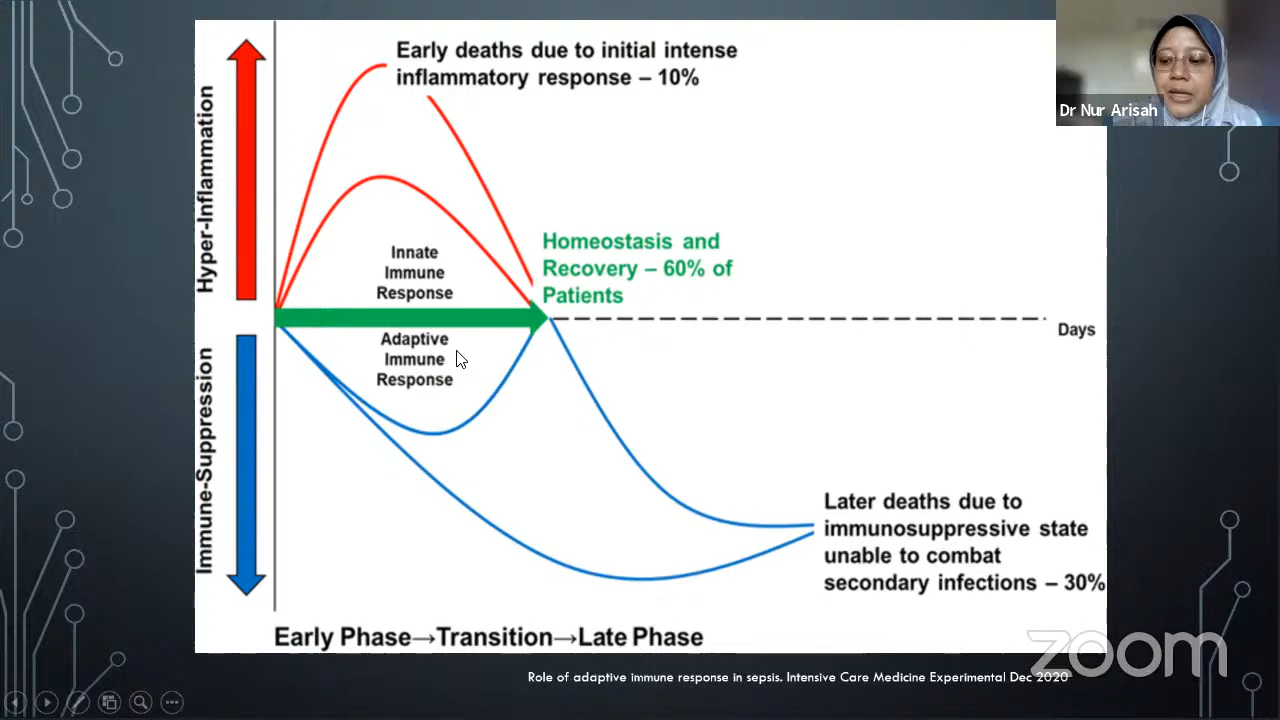 Early deaths due to initial intense
inflammatory response – 10%
Dr Nur Arisah
Hyper-Inflammation
Innate
Immune
Response
Homeostasis and
Recovery – 60% of
Patients
Days
Adaptive
Immune
Response
Immune-Suppression
Later deaths due to
immunosuppressive state
unable to combat
secondary infections – 30%
Early Phase→Transition→Late Phase
zoom
Role of adaptive immune response in sepsis. Intensive Care Medicine Experimental Dec 2020